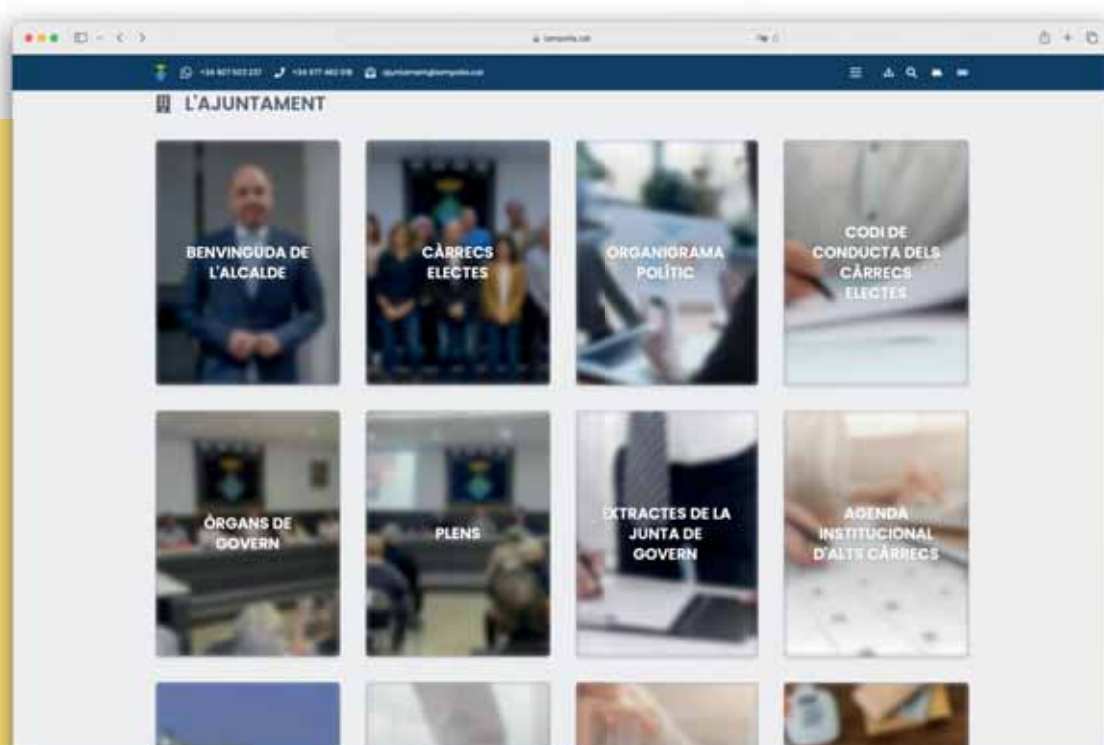 L'AJUNTAMENT
BENVINGUDA DE
L'ALCALDE
CÀRRECS
ELECTES
ORGANIGRAMA
POLÍTIC
CODI DE
CONDUCTA DELS
CÀRRECS
ELECTES
ÒRGANS DE
GOVERN
PLENS
EXTRACTES DE LA
JUNTA DE
GOVERN
AGENDA
INSTITUCIONAL
D'ALTS CÀRRECS